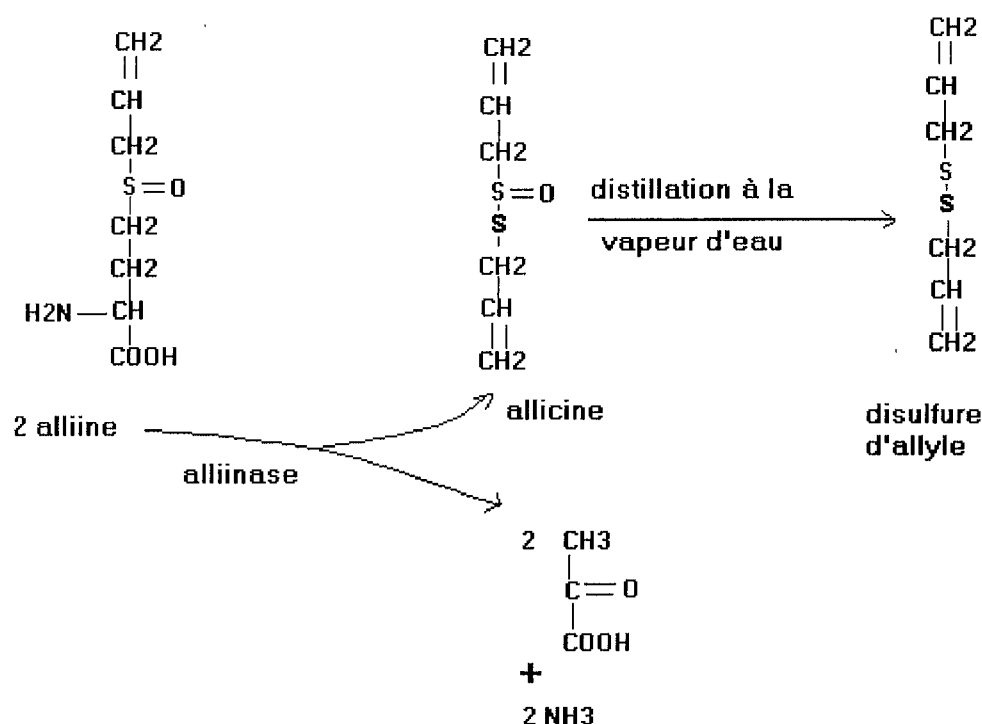 CH2
CH
CH2
S=O
CH2
CH2
H2N—CH
COOH
2 alliine
alliinase
CH2
CH
CH2
S=O
S
CH2
CH
CH2
allicine
distillation à la
vapeur d'eau
CH2
CH
CH2
S
S
CH2
CH
CH2
disulfure
d'allyle
2 CH3
C=O
COOH
+
2 NH3